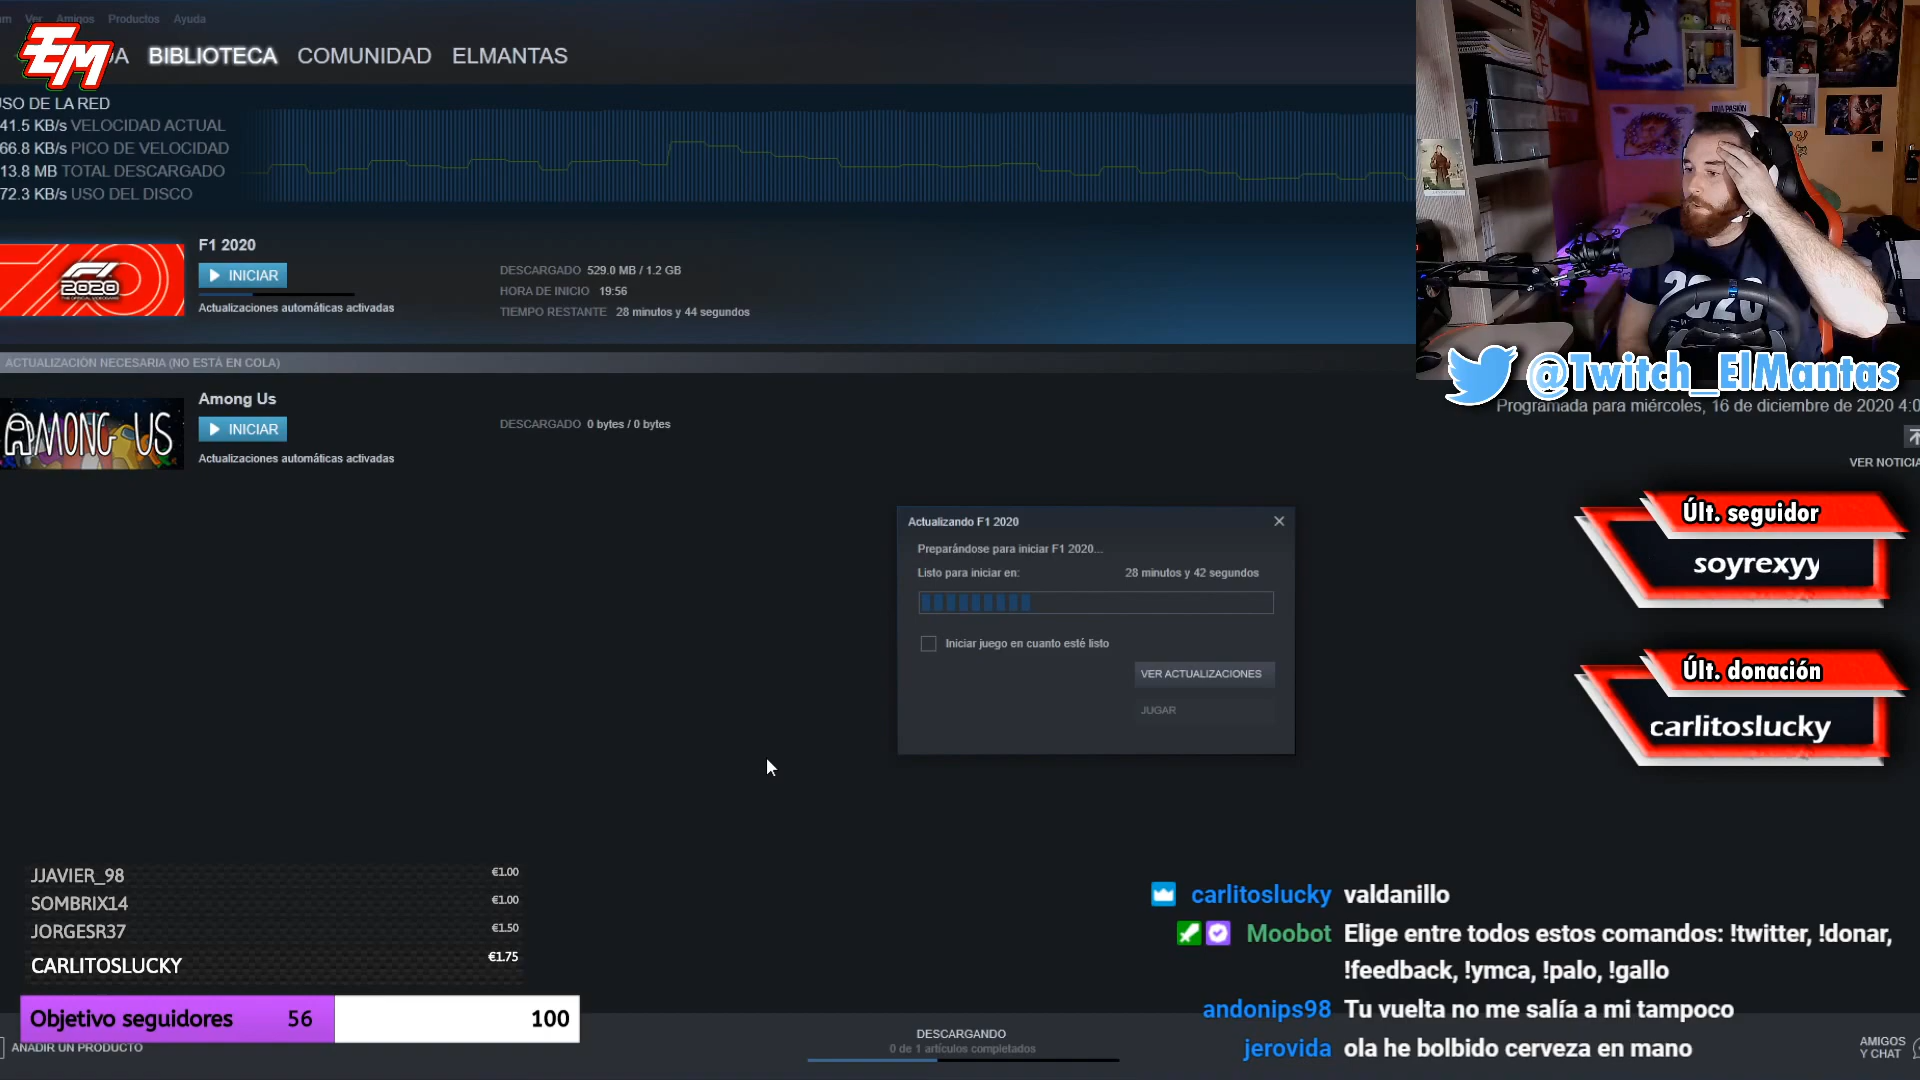 am Ver Amigos Productos Ayuda
EM
DA BIBLIOTECA COMUNIDAD ELMANTAS
USO DE LA RED
41.5 KB/s VELOCIDAD ACTUAL
66.8 KB/s PICO DE VELOCIDAD
13.8 MB TOTAL DESCARGADO
72.3 KB/s USO DEL DISCO
F1 2020
INICIAR
Actualizaciones automáticas activadas
DESCARGADO 529.0 MB / 1.2 GB
HORA DE INICIO 19:56
TIEMPO RESTANTE 28 minutos y 44 segundos
F1 2020
2020
@Twitch_ElMantas
ACTUALIZACIÓN NECESARIA (NO ESTÁ EN COLA)
AMONG US
Among Us
INICIAR
Actualizaciones automáticas activadas
DESCARGADO 0 bytes / 0 bytes
Programada para miércoles, 16 de diciembre de 2020 4:0
VER NOTICIA
Actualizando F1 2020
Preparándose para iniciar F1 2020...
Listo para iniciar en: 28 minutos y 42 segundos
Iniciar juego en cuanto esté listo
VER ACTUALIZACIONES
JUGAR
Últ. seguidor
soyrexyy
Últ. donación
carlitoslucky
JJAVIER_98 €1.00
SOMBRIX14 €1.00
JORGESR37 €1.50
CARLITOSLUCKY €1.75
Objetivo seguidores 56 100
AÑADIR UN PRODUCTO
DESCARGANDO
0 de 1 artículos completados
carlitoslucky valdanillo
Moobot Elige entre todos estos comandos: !twitter, !donar,
!feedback, !ymca, !palo, !gallo
andonips98 Tu vuelta no me salía a mi tampoco
jerovida ola he bolbido cerveza en mano
AMIGOS
Y CHAT